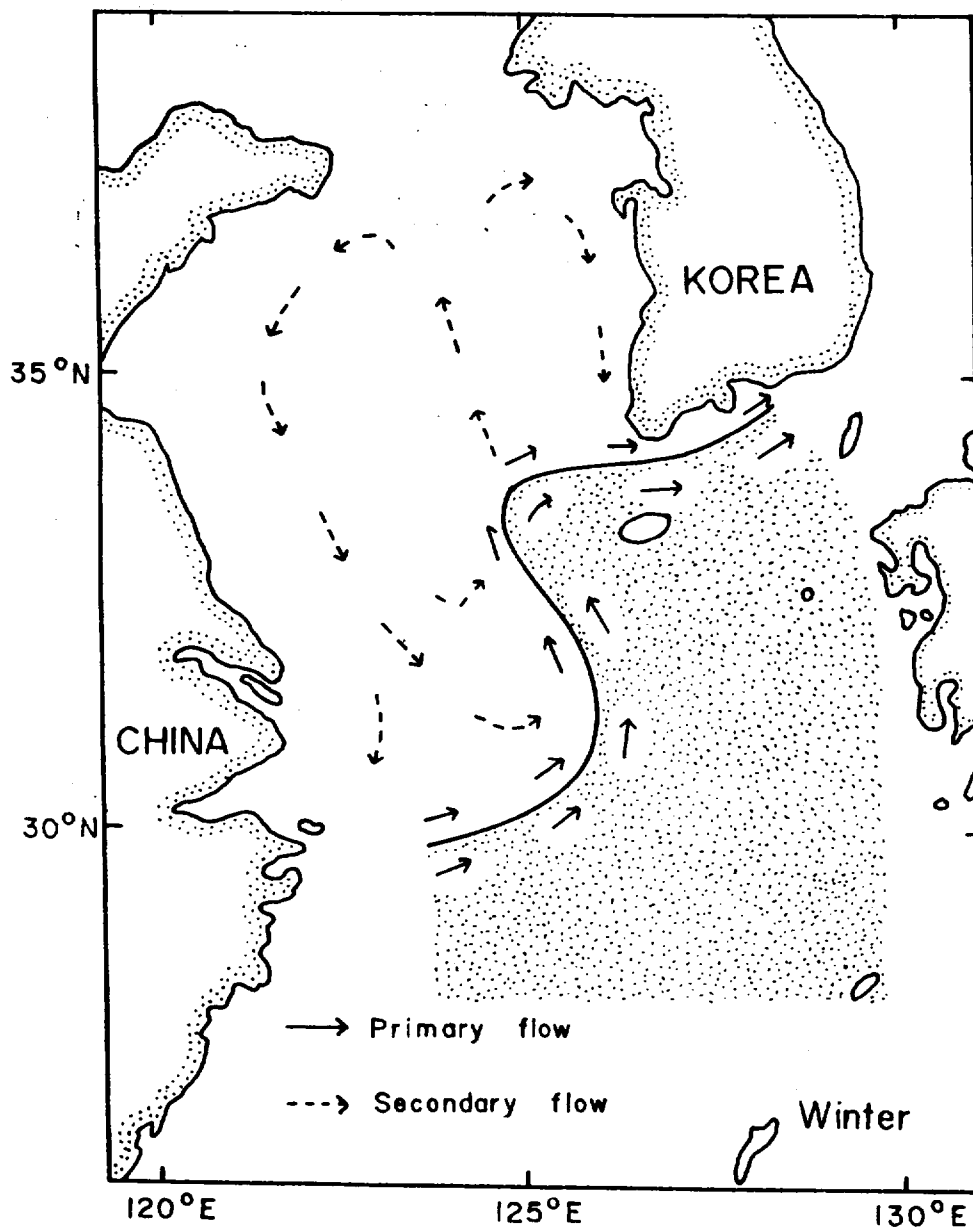 KOREA
35°N
CHINA
30°N
Primary flow
Secondary flow
Winter
120°E
125°E
130°E